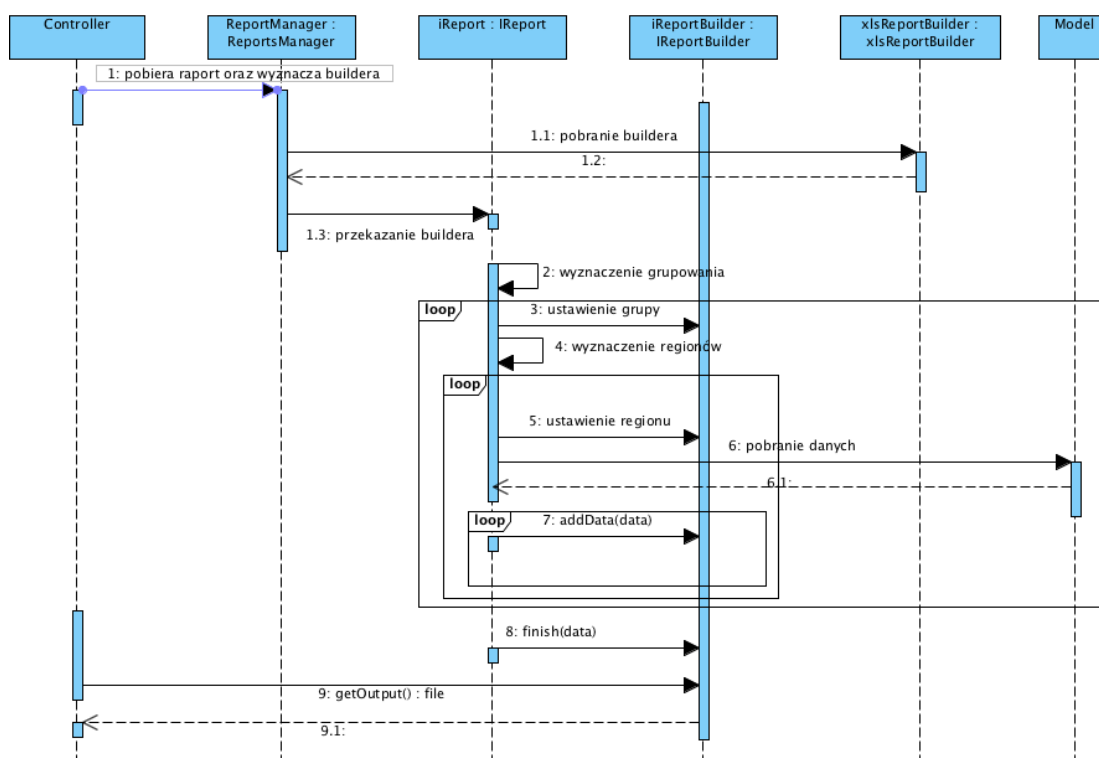 Controller
ReportManager :
ReportsManager
iReport : IReport
iReportBuilder :
IReportBuilder
xlsReportBuilder :
xlsReportBuilder
Model
1: pobiera raport oraz wyznacza buildera
1.1: pobranie buildera
1.2:
1.3: przekazanie buildera
2: wyznaczenie grupowania
loop
3: ustawienie grupy
4: wyznaczenie regionów
loop
5: ustawienie regionu
6: pobranie danych
6.1:
loop
7: addData(data)
8: finish(data)
9: getOutput() : file
9.1: